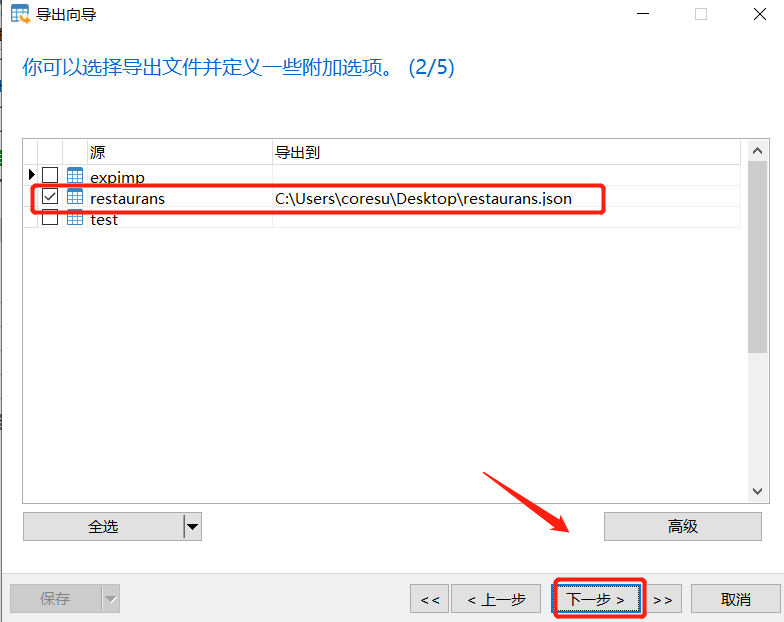 导出向导
你可以选择导出文件并定义一些附加选项。 (2/5)
源 导出到
expimp
restaurans C:\Users\coresu\Desktop\restaurans.json
test
全选 高级
保存 << < 上一步 下一步 > >> 取消